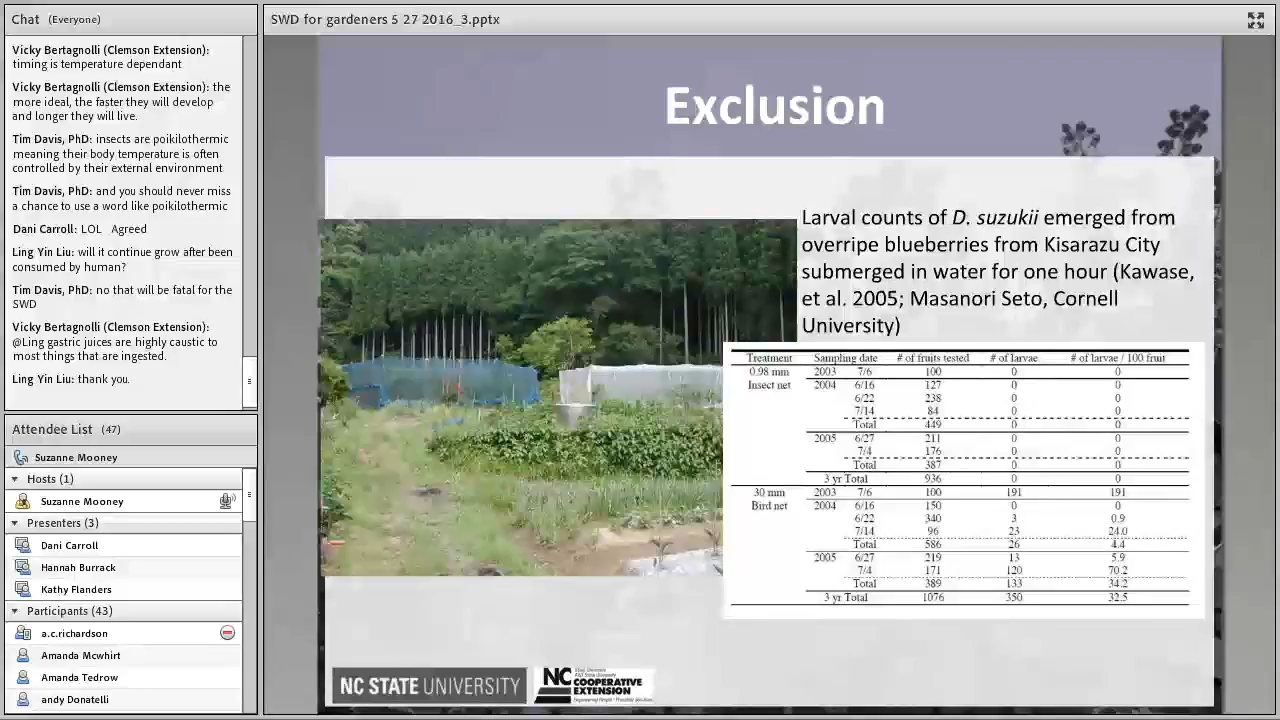 Chat (Everyone)
Vicky Bertagnolli (Clemson Extension):
timing is temperature dependant
Vicky Bertagnolli (Clemson Extension): the
more ideal, the faster they will develop
and longer they will live.
Tim Davis, PhD: insects are poikilothermic
meaning their body temperature is often
controlled by their external environment
Tim Davis, PhD: and you should never miss
a chance to use a word like poikilothermic
Dani Carroll: LOL Agreed
Ling Yin Liu: will it continue grow after been
consumed by human?
Tim Davis, PhD: no that will be fatal for the
SWD
Vicky Bertagnolli (Clemson Extension):
@Ling gastric juices are highly caustic to
most things that are ingested.
Ling Yin Liu: thank you.
Attendee List (47)
Suzanne Mooney
Hosts (1)
Suzanne Mooney
Presenters (3)
Dani Carroll
Hannah Burrack
Kathy Flanders
Participants (43)
a.c.richardson
Amanda Mcwhirt
Amanda Tedrow
andy Donatelli
SWD for gardeners 5 27 2016_3.pptx
Exclusion
Larval counts of D. suzukii emerged from
overripe blueberries from Kisarazu City
submerged in water for one hour (Kawase,
et al. 2005; Masanori Seto, Cornell
University)
Treatment Sampling date # of fruits tested # of larvae # of larvae / 100 fruit
0.98 mm 2003 7/6 100 0 0
Insect net 2004 6/16 127 0 0
6/22 238 0 0
7/14 84 0 0
Total 449 0 0
2005 6/27 211 0 0
7/4 176 0 0
Total 387 0 0
3 yr Total 936 0 0
30 mm 2003 7/6 100 191 191
Bird net 2004 6/16 150 0 0
6/22 340 3 0.9
7/14 96 23 24.0
Total 586 26 4.4
2005 6/27 219 13 5.9
7/4 171 120 70.2
Total 389 133 34.2
3 yr Total 1076 350 32.5
NC STATE UNIVERSITY
NC
COOPERATIVE
EXTENSION